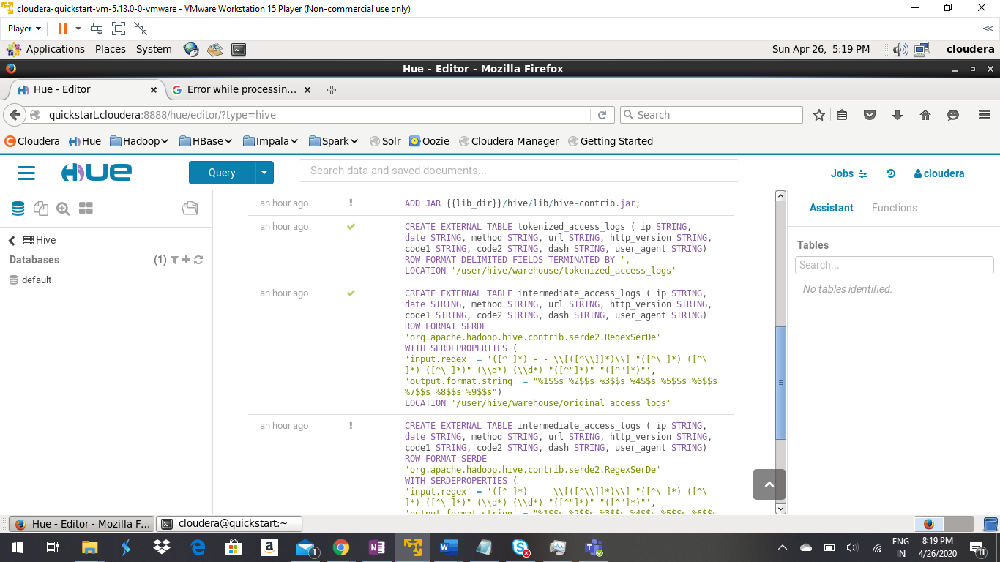 cloudera-quickstart-vm-5.13.0-0-vmware - VMware Workstation 15 Player (Non-commercial use only)
Player
Applications Places System Sun Apr 26, 5:19 PM cloudera
Hue - Editor - Mozilla Firefox
Hue - Editor Error while processin...
quickstart.cloudera:8888/hue/editor/?type=hive Search
Cloudera Hue Hadoop HBase Impala Spark Solr Oozie Cloudera Manager Getting Started
HUE Query Search data and saved documents... Jobs cloudera
Hive
Databases (1)
default
an hour ago ! ADD JAR {{lib_dir}}/hive/lib/hive-contrib.jar;
an hour ago CREATE EXTERNAL TABLE tokenized_access_logs ( ip STRING,
date STRING, method STRING, url STRING, http_version STRING,
code1 STRING, code2 STRING, dash STRING, user_agent STRING)
ROW FORMAT DELIMITED FIELDS TERMINATED BY ','
LOCATION '/user/hive/warehouse/tokenized_access_logs'
an hour ago CREATE EXTERNAL TABLE intermediate_access_logs ( ip STRING,
date STRING, method STRING, url STRING, http_version STRING,
code1 STRING, code2 STRING, dash STRING, user_agent STRING)
ROW FORMAT SERDE
'org.apache.hadoop.hive.contrib.serde2.RegexSerDe'
WITH SERDEPROPERTIES (
'input.regex' = '([^ ]*) - - \\[([^\\]]*)\\] "([^\ ]*) ([^\
]*) ([^\ ]*)" (\\d*) (\\d*) "([^"]*)" "([^"]*)"',
'output.format.string' = "%1$$s %2$$s %3$$s %4$$s %5$$s %6$$s
%7$$s %8$$s %9$$s")
LOCATION '/user/hive/warehouse/original_access_logs'
an hour ago ! CREATE EXTERNAL TABLE intermediate_access_logs ( ip STRING,
date STRING, method STRING, url STRING, http_version STRING,
code1 STRING, code2 STRING, dash STRING, user_agent STRING)
ROW FORMAT SERDE
'org.apache.hadoop.hive.contrib.serde2.RegexSerDe'
WITH SERDEPROPERTIES (
'input.regex' = '([^ ]*) - - \\[([^\\]]*)\\] "([^\ ]*) ([^\
]*) ([^\ ]*)" (\\d*) (\\d*) "([^"]*)" "([^"]*)"',
'output.format.string' = "%1$$s %2$$s %3$$s %4$$s %5$$s %6$$s
Assistant Functions
Tables
Search...
No tables identified.
Hue - Editor - Mozilla F... cloudera@quickstart:~
ENG 8:19 PM
IN 4/26/2020
1
11